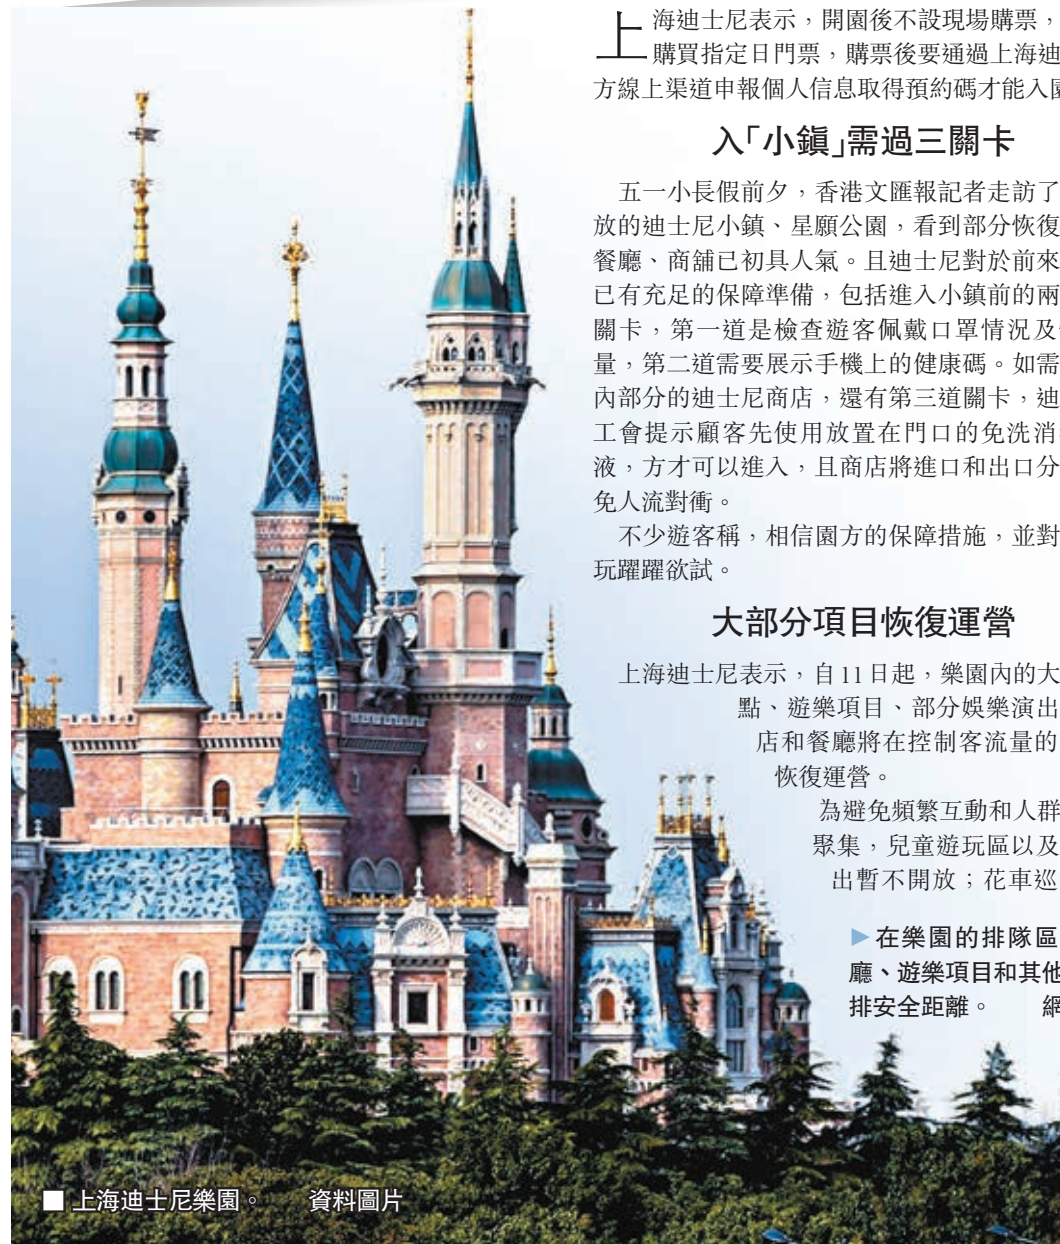 上海迪士尼表示，開園後不設現場購票，
購買指定日門票，購票後要通過上海迪
方線上渠道申報個人信息取得預約碼才能入園
入「小鎮」需過三關卡
五一小長假前夕，香港文匯報記者走訪了
放的迪士尼小鎮、星願公園，看到部分恢復
餐廳、商舖已初具人氣。且迪士尼對於前來
已有充足的保障準備，包括進入小鎮前的兩
關卡，第一道是檢查遊客佩戴口罩情況及
量，第二道需要展示手機上的健康碼。如需
內部分的迪士尼商店，還有第三道關卡，迪
工會提示顧客先使用放置在門口的免洗消
液，方才可以進入，且商店將進口和出口分
免人流對衝。
不少遊客稱，相信園方的保障措施，並對
玩躍躍欲試。
大部分項目恢復運營
上海迪士尼表示，自11日起，樂園內的大
點、遊樂項目、部分娛樂演出
店和餐廳將在控制客流量的
恢復運營。
為避免頻繁互動和人群
聚集，兒童遊玩區以及
出暫不開放；花車巡
▶在樂園的排隊區
廳、遊樂項目和其他
排安全距離。 網
■ 上海迪士尼樂園。 資料圖片